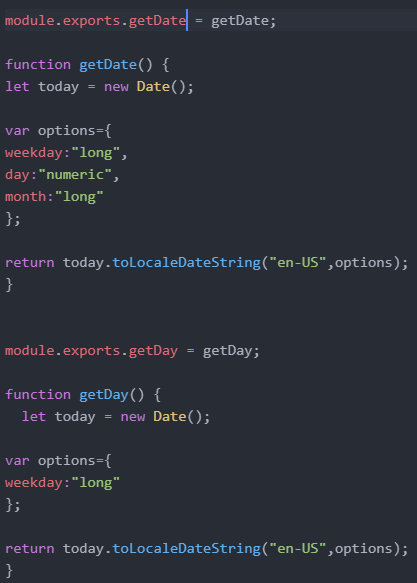 module.exports.getDate = getDate;
function getDate() {
let today = new Date();
var options={
weekday:"long",
day:"numeric",
month:"long"
};
return today.toLocaleDateString("en-US",options);
}
module.exports.getDay = getDay;
function getDay() {
let today = new Date();
var options={
weekday:"long"
};
return today.toLocaleDateString("en-US",options);
}